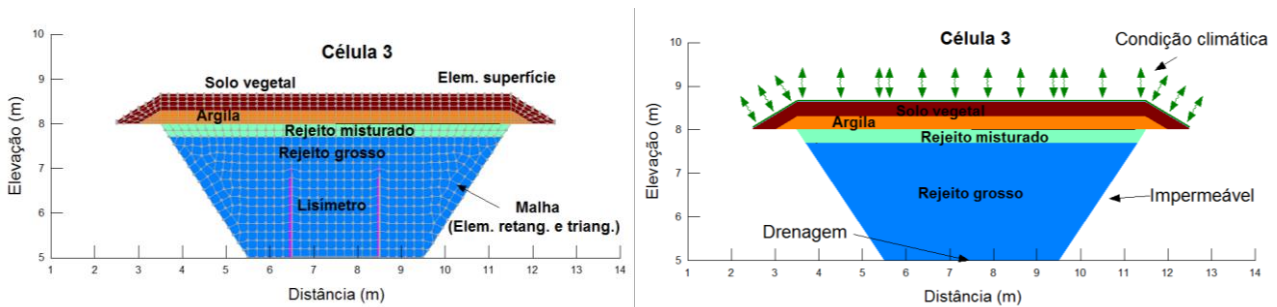 Célula 3
Solo vegetal
Elem. superfície
Argila
Rejeito misturado
Rejeito grosso
Lisímetro
Malha
(Elem. retang. e triang.)
Elevação (m)
10
9
8
7
6
5
1 2 3 4 5 6 7 8 9 10 11 12 13 14
Distância (m)
Célula 3
Condição climática
Solo vegetal
Argila
Rejeito misturado
Rejeito grosso
Impermeável
Drenagem
Elevação (m)
10
9
8
7
6
5
1 2 3 4 5 6 7 8 9 10 11 12 13 14
Distância (m)